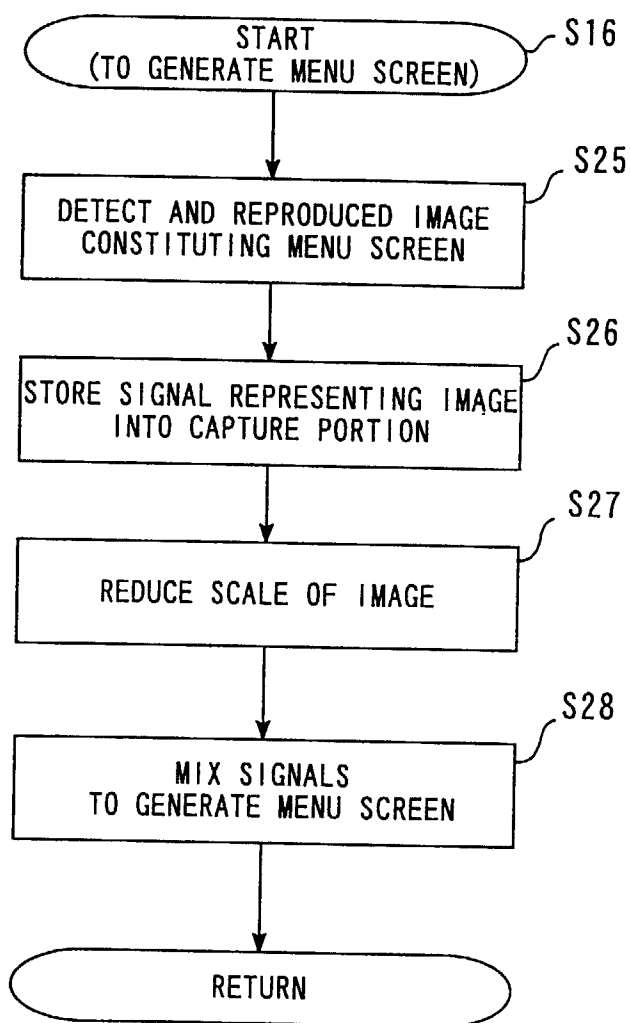 START
(TO GENERATE MENU SCREEN)
S16
S25
DETECT AND REPRODUCED IMAGE
CONSTITUTING MENU SCREEN
S26
STORE SIGNAL REPRESENTING IMAGE
INTO CAPTURE PORTION
S27
REDUCE SCALE OF IMAGE
S28
MIX SIGNALS
TO GENERATE MENU SCREEN
RETURN